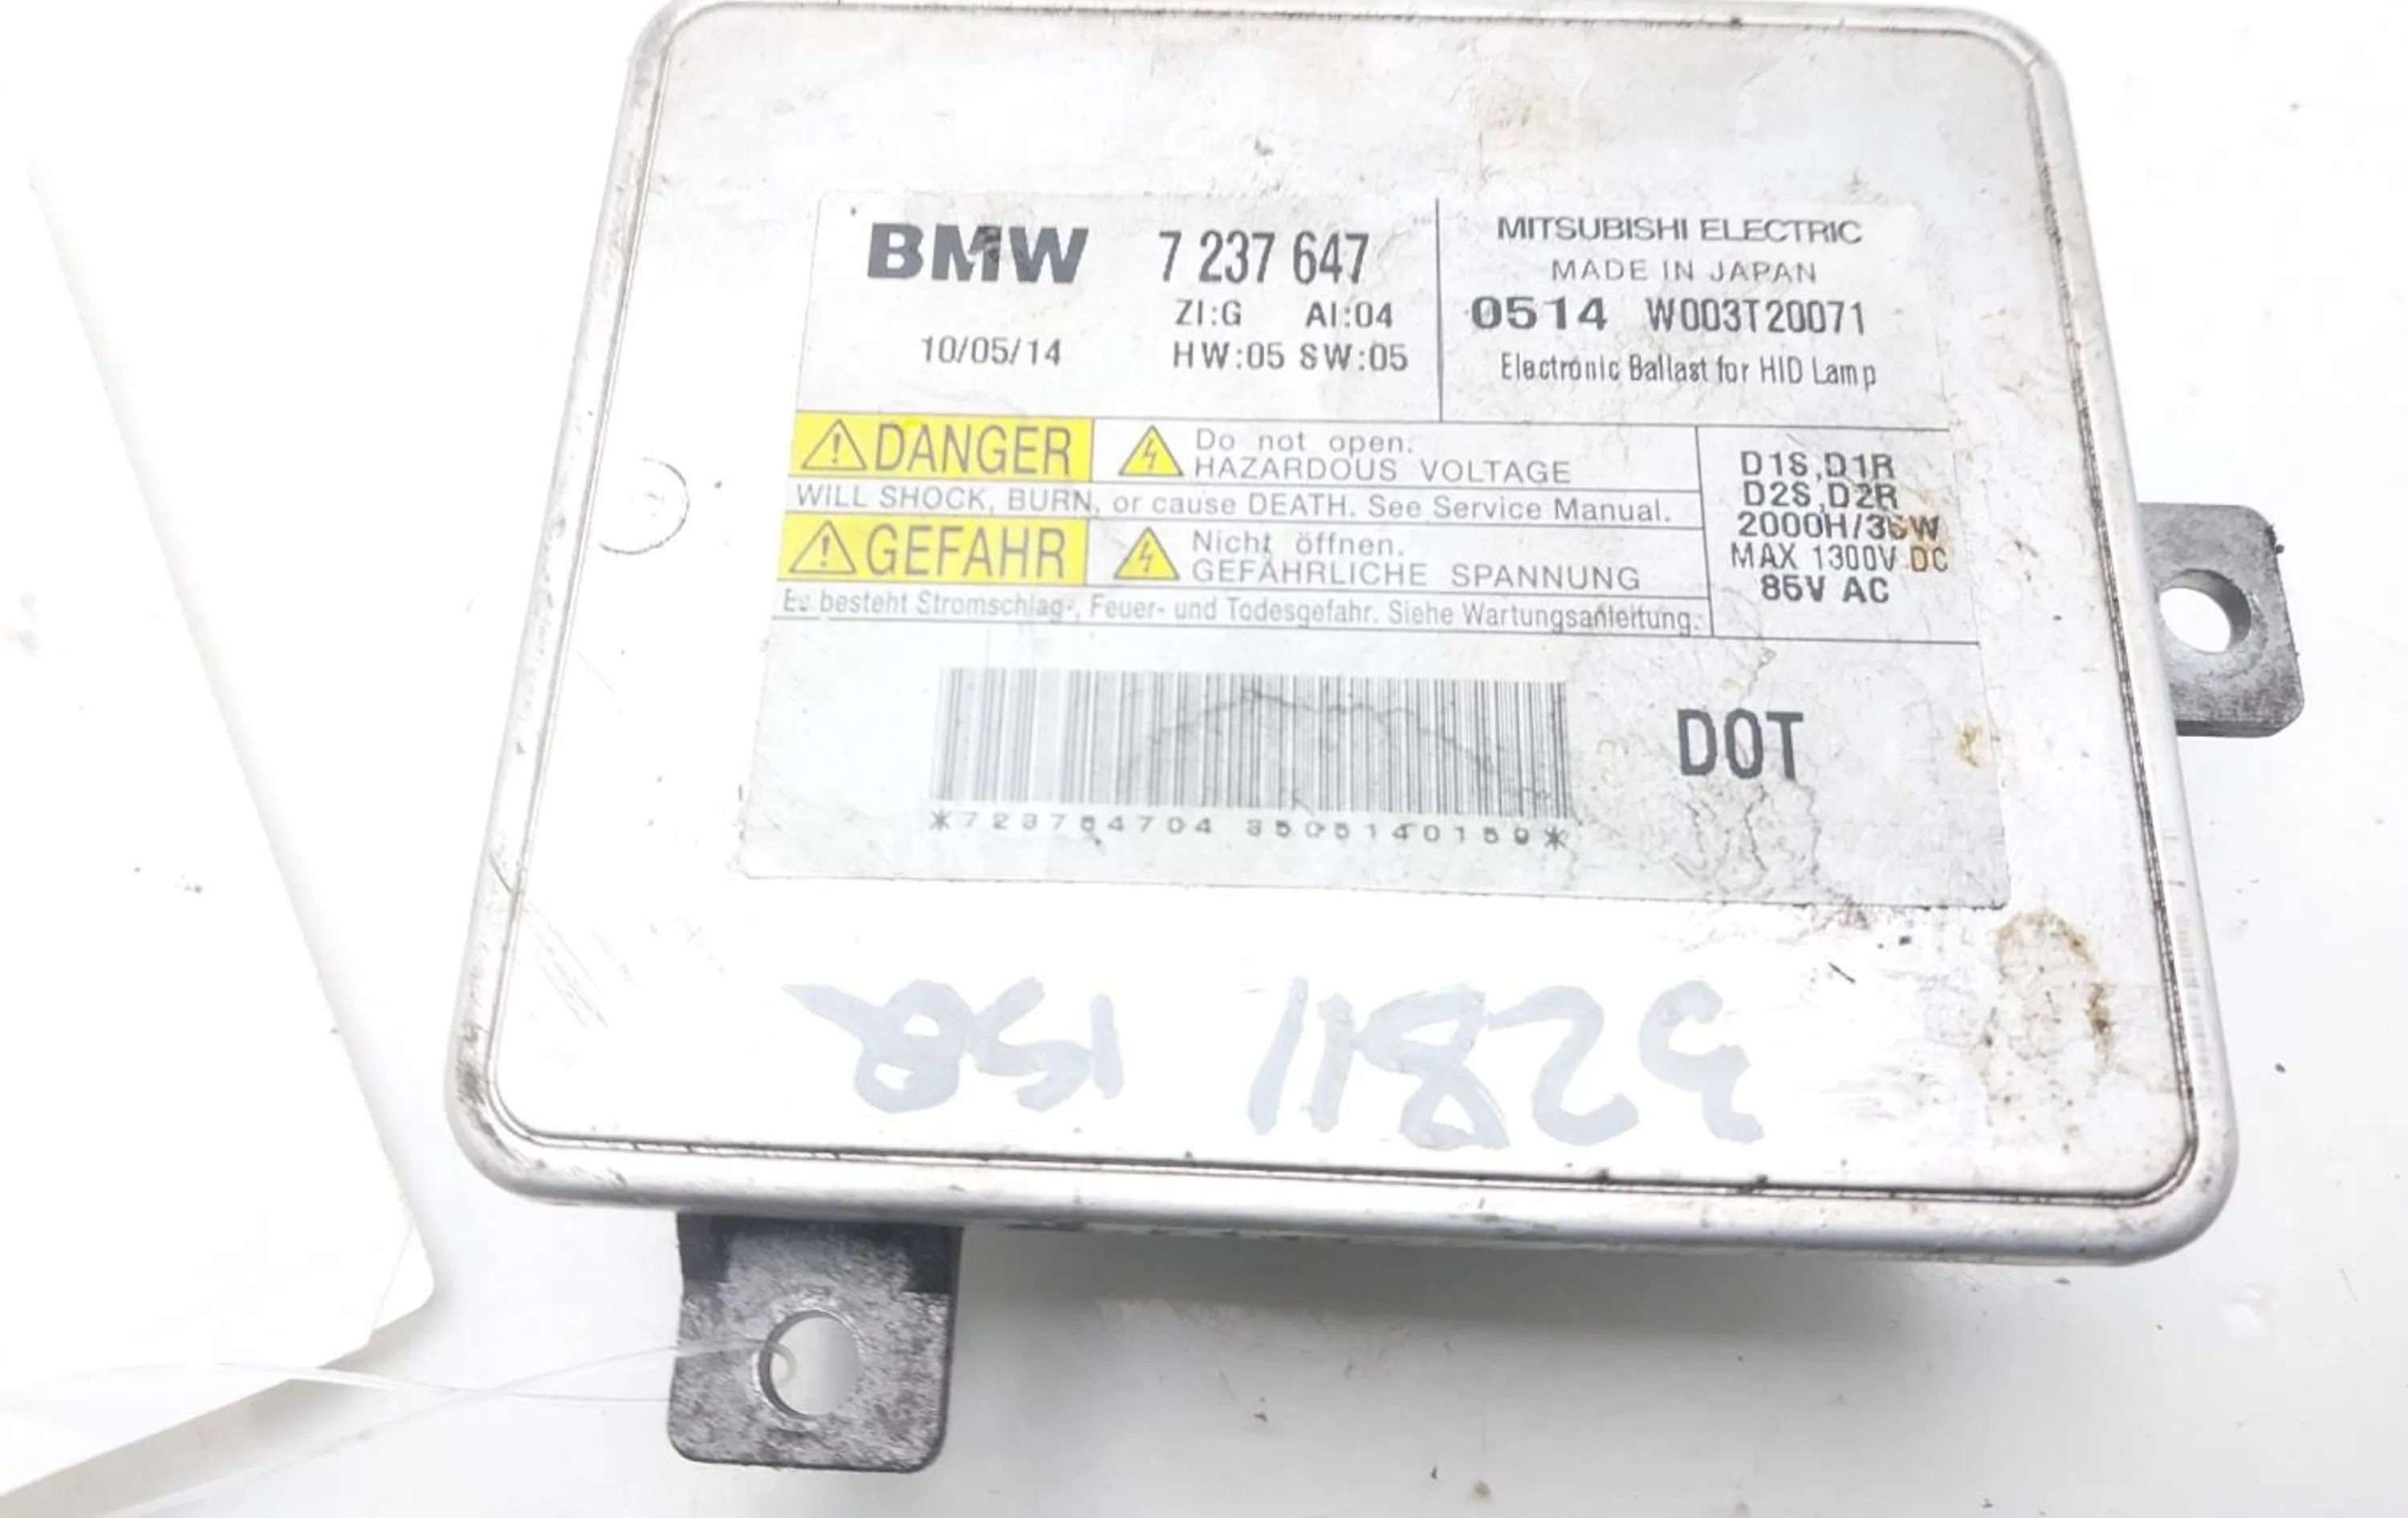 BMW 7 237 647
ZI:G AI:04
10/05/14 HW:05 SW:05
MITSUBISHI ELECTRIC
MADE IN JAPAN
0514 W003T20071
Electronic Ballast for HID Lamp
DANGER
Do not open.
HAZARDOUS VOLTAGE
WILL SHOCK, BURN, or cause DEATH. See Service Manual.
GEFAHR
Nicht öffnen.
GEFÄHRLICHE SPANNUNG
Es besteht Stromschlag-, Feuer- und Todesgefahr. Siehe Wartungsanleitung.
D1S,D1R
D2S,D2R
2000H/35W
MAX 1300V DC
85V AC
DOT